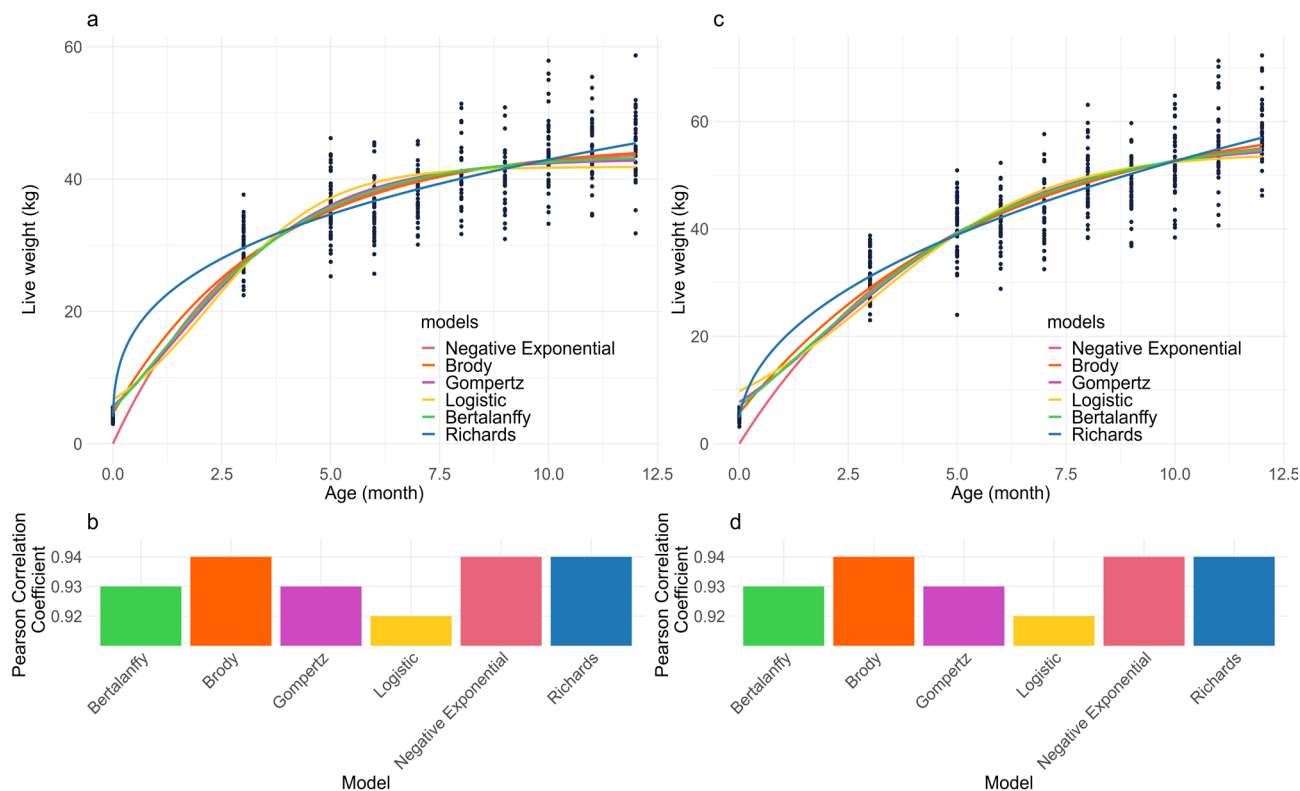 a
Live weight (kg)
60
40
20
0
models
Negative Exponential
Brody
Gompertz
Logistic
Bertalanffy
Richards
0.0
2.5
5.0
7.5
10.0
12.5
Age (month)
c
Live weight (kg)
60
40
20
0
models
Negative Exponential
Brody
Gompertz
Logistic
Bertalanffy
Richards
0.0
2.5
5.0
7.5
10.0
12.5
Age (month)
b
Pearson Correlation
Coefficient
0.94
0.93
0.92
Bertalanffy
Brody
Gompertz
Logistic
Negative Exponential
Richards
Model
d
Pearson Correlation
Coefficient
0.94
0.93
0.92
Bertalanffy
Brody
Gompertz
Logistic
Negative Exponential
Richards
Model